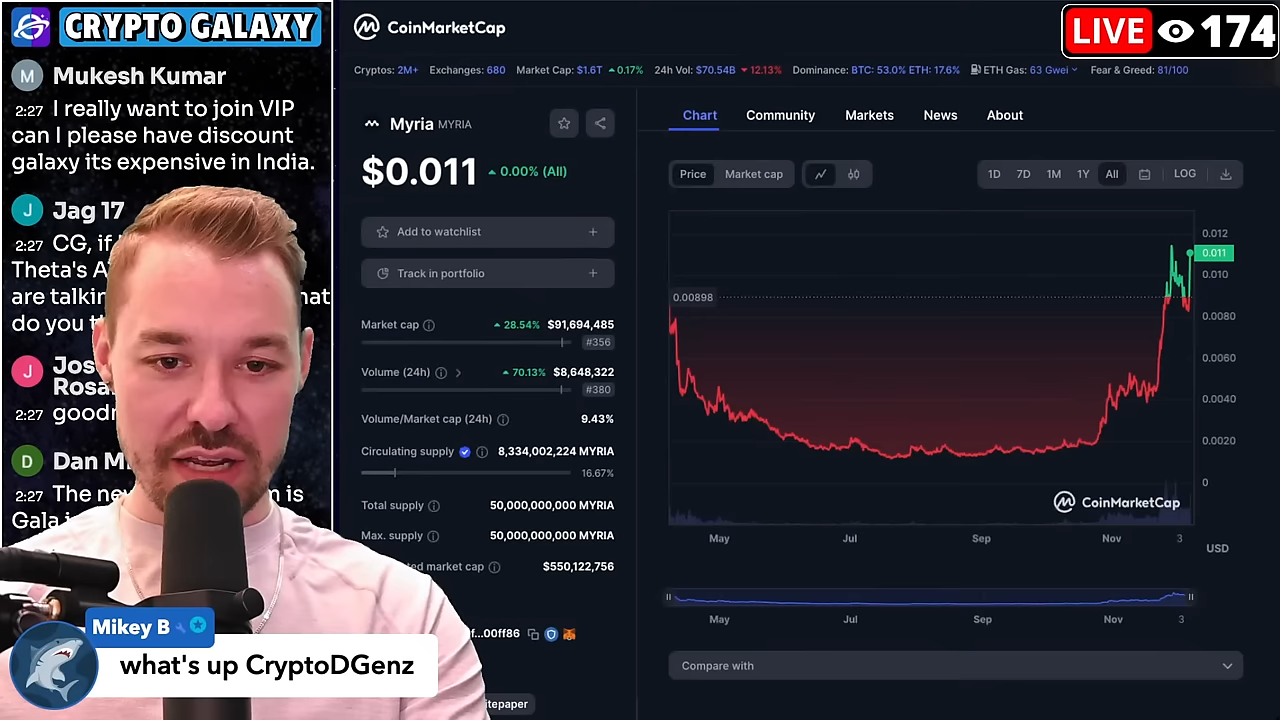 CRYPTO GALAXY
M
Mukesh Kumar
2:27 I really want to join VIP
can I please have discount
galaxy its expensive in India.
J
Jag 17
2:27 CG, if
Theta's
are
do you
J
2:27
D
Dan
2:27 The is
Gala
Mikey B
what's up CryptoDGenz
LIVE 174
CoinMarketCap
Cryptos: 2M+ Exchanges: 680 Market Cap: $1.6T 0.17% 24h Vol: $70.54B 12.13% Dominance: BTC: 53.0% ETH: 17.6% ETH Gas: 63 Gwei Fear & Greed: 81/100
Myria MYRIA
$0.011 0.00% (All)
Add to watchlist +
Track in portfolio +
Market cap 28.54% $91,694,485
#356
Volume (24h) 70.13% $8,648,322
#380
Volume/Market cap (24h) 9.43%
Circulating supply 8,334,002,224 MYRIA
16.67%
Total supply 50,000,000,000 MYRIA
Max. supply 50,000,000,000 MYRIA
market cap $550,122,756
f...00ff86
Chart Community Markets News About
Price Market cap 1D 7D 1M 1Y All LOG
0.012
0.011
0.010
0.00898
0.0080
0.0060
0.0040
0.0020
0
CoinMarketCap
May Jul Sep Nov 3
USD
May Jul Sep Nov 3
Compare with